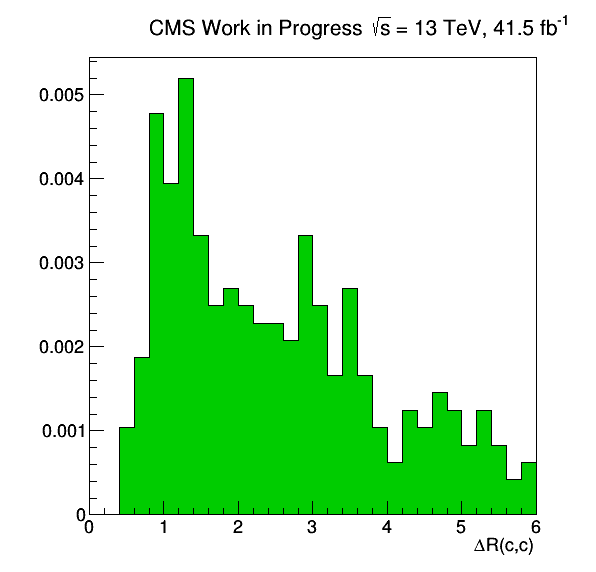 CMS Work in Progress √s = 13 TeV, 41.5 fb⁻¹
0.005
0.004
0.003
0.002
0.001
0
0 1 2 3 4 5 6
ΔR(c,c)